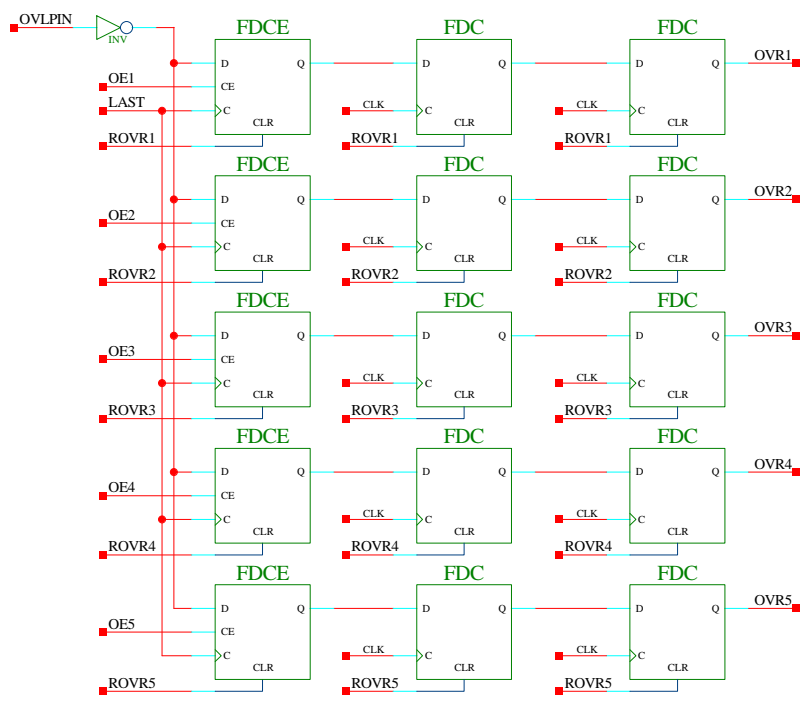 OVLPIN
INV
FDCE FDC FDC
OVR1
D Q D Q D Q
OE1 CE
LAST C CLK C CLK C
CLR CLR CLR
ROVR1 ROVR1 ROVR1
FDCE FDC FDC
OVR2
D Q D Q D Q
OE2 CE
C CLK C CLK C
CLR CLR CLR
ROVR2 ROVR2 ROVR2
FDCE FDC FDC
OVR3
D Q D Q D Q
OE3 CE
C CLK C CLK C
CLR CLR CLR
ROVR3 ROVR3 ROVR3
FDCE FDC FDC
OVR4
D Q D Q D Q
OE4 CE
C CLK C CLK C
CLR CLR CLR
ROVR4 ROVR4 ROVR4
FDCE FDC FDC
OVR5
D Q D Q D Q
OE5 CE
C CLK C CLK C
CLR CLR CLR
ROVR5 ROVR5 ROVR5